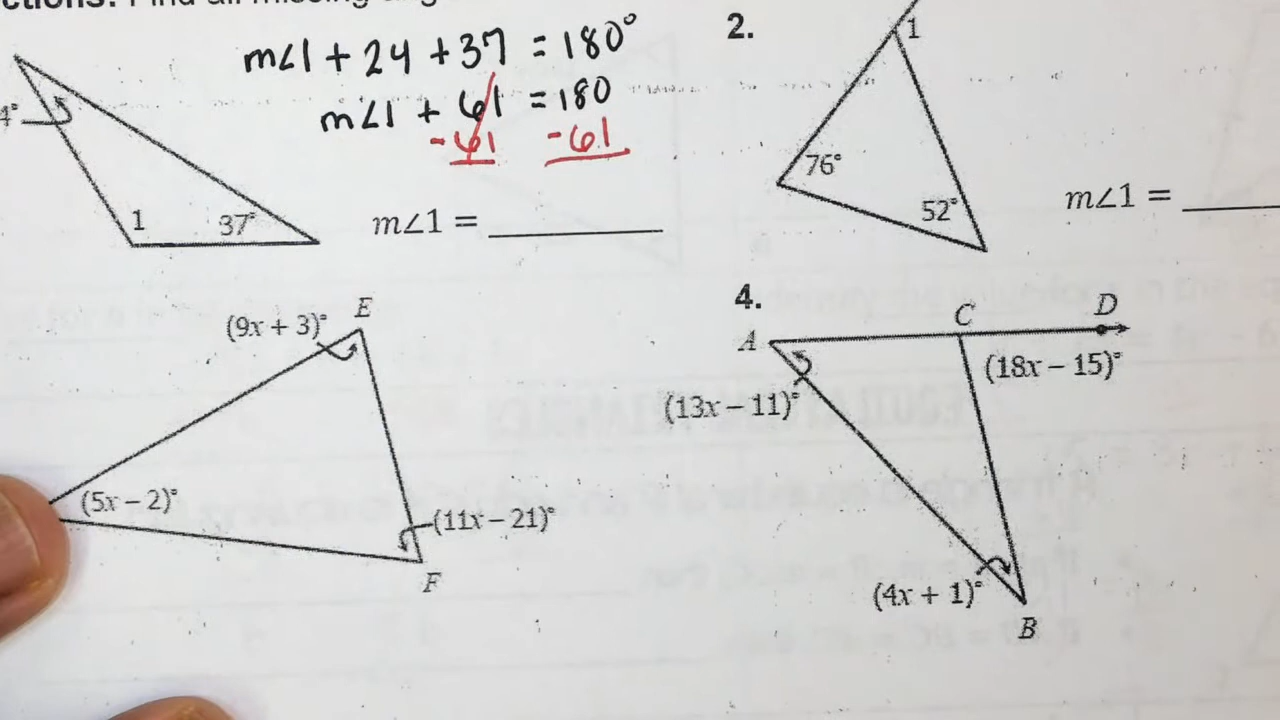 m∠1 + 24 + 37 = 180°
m∠1 + 61 = 180
-61 -61
4°
1
37°
m∠1 =
2.
1
76°
52°
m∠1 =
E
(9x + 3)°
(5x – 2)°
(11x – 21)°
F
4.
A
C
D
(18x – 15)°
(13x – 11)°
(4x + 1)°
B